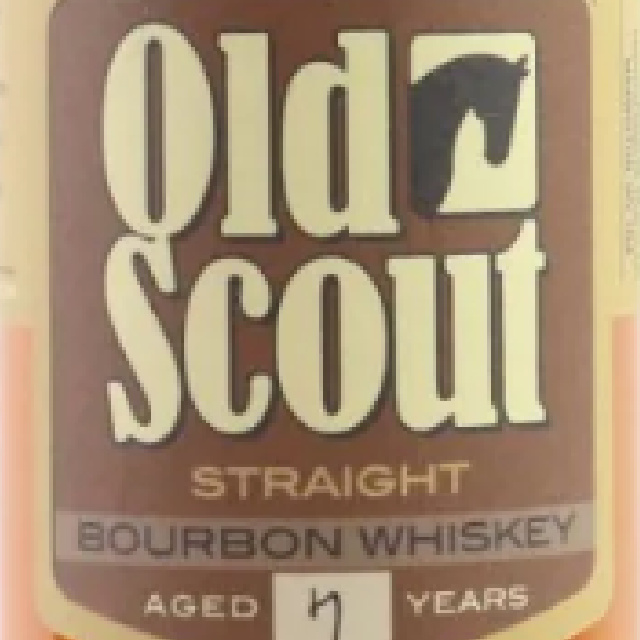 Old
Scout
STRAIGHT
BOURBON WHISKEY
AGED 7 YEARS